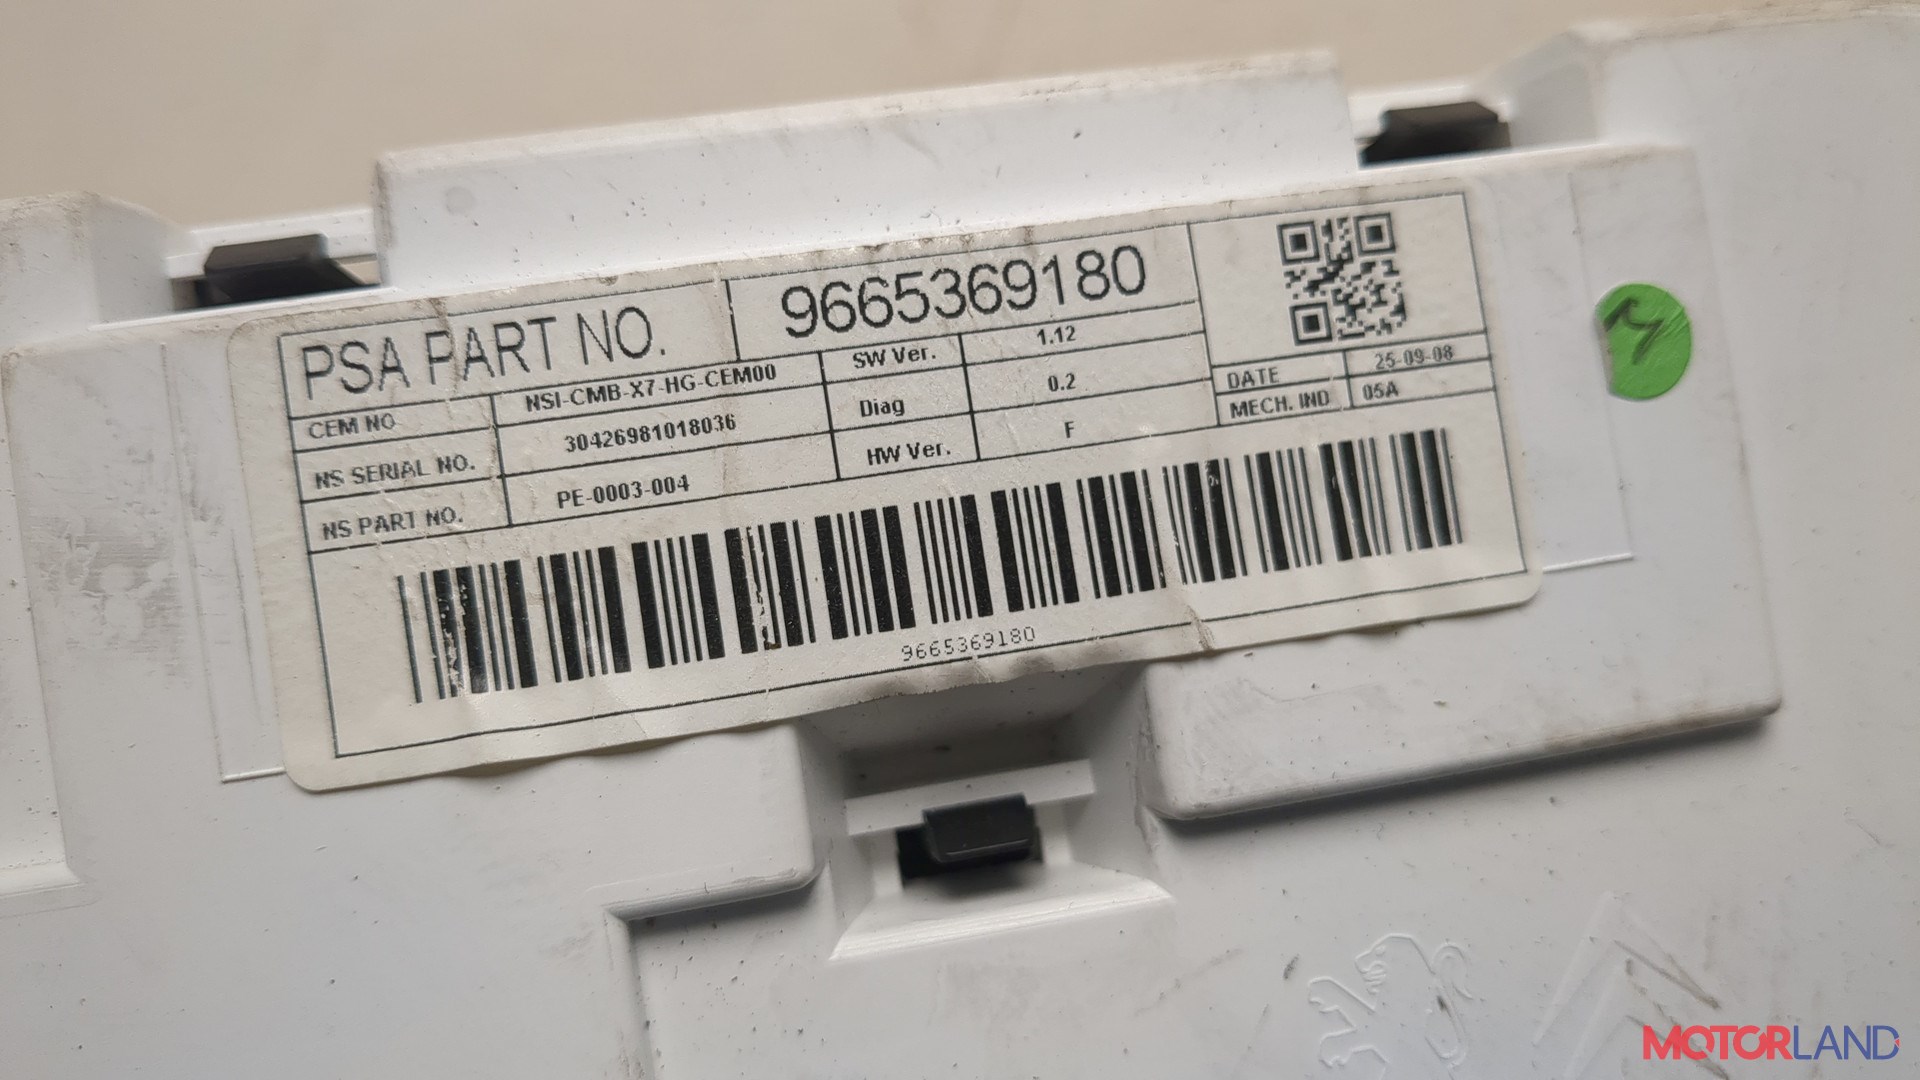 PSA PART NO. 9665369180
CEM NO NSI-CMB-X7-HG-CEM00 SW Ver. 1.12
NS SERIAL NO. 30426981018036 Diag 0.2
NS PART NO. PE-0003-004 HW Ver. F
DATE 25-09-08
MECH. IND 05A
9665369180
MOTORLAND